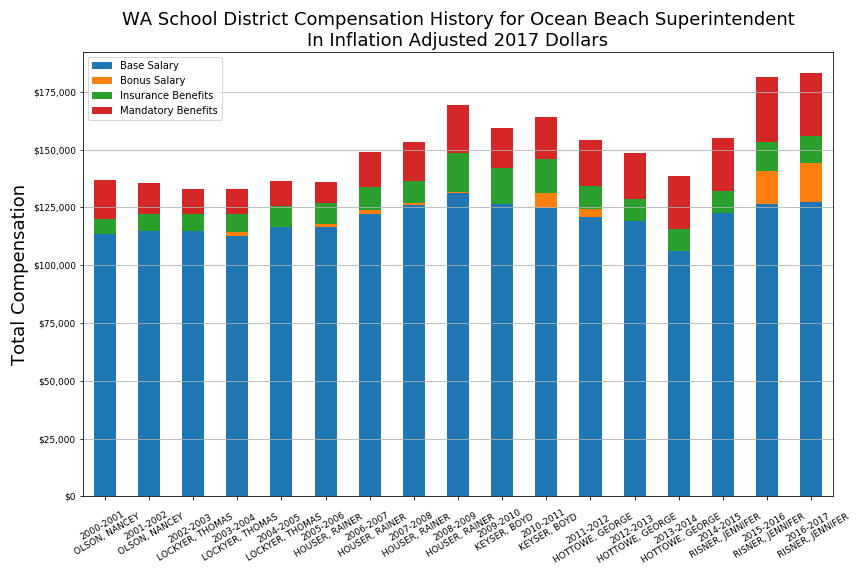 WA School District Compensation History for Ocean Beach Superintendent
In Inflation Adjusted 2017 Dollars
Base Salary
Bonus Salary
Insurance Benefits
Mandatory Benefits
Total Compensation
$175,000
$150,000
$125,000
$100,000
$75,000
$50,000
$25,000
$0
2000-2001
OLSON, NANCEY
2001-2002
OLSON, NANCEY
2002-2003
LOCKYER, THOMAS
2003-2004
LOCKYER, THOMAS
2004-2005
LOCKYER, THOMAS
2005-2006
HOUSER, RAINER
2006-2007
HOUSER, RAINER
2007-2008
HOUSER, RAINER
2008-2009
HOUSER, RAINER
2009-2010
KEYSER, BOYD
2010-2011
KEYSER, BOYD
2011-2012
HOTTOWE, GEORGE
2012-2013
HOTTOWE, GEORGE
2013-2014
HOTTOWE, GEORGE
2014-2015
RISNER, JENNIFER
2015-2016
RISNER, JENNIFER
2016-2017
RISNER, JENNIFER